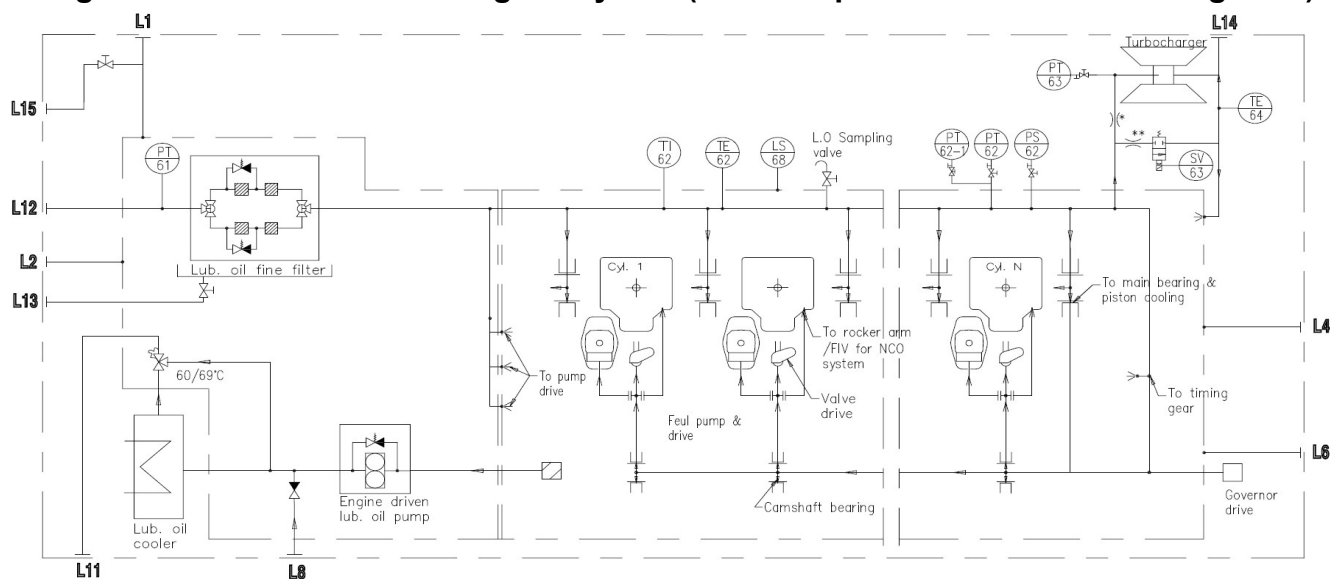 L1
L14
Turbocharger
L15
PT
63
TE
64
PT
61
TI
62
TE
62
LS
68
L.O Sampling
valve
PT
62-1
PT
62
PS
62
*
**
SV
63
L12
L2
Lub. oil fine filter
L13
Cyl. 1
Cyl. N
To main bearing &
piston cooling
L4
To rocker arm
/FIV for NCO
system
60/69°C
To pump
drive
Valve
drive
To timing
gear
Feul pump &
drive
L6
Engine driven
lub. oil pump
Camshaft bearing
Governor
drive
Lub. oil
cooler
L11
L8